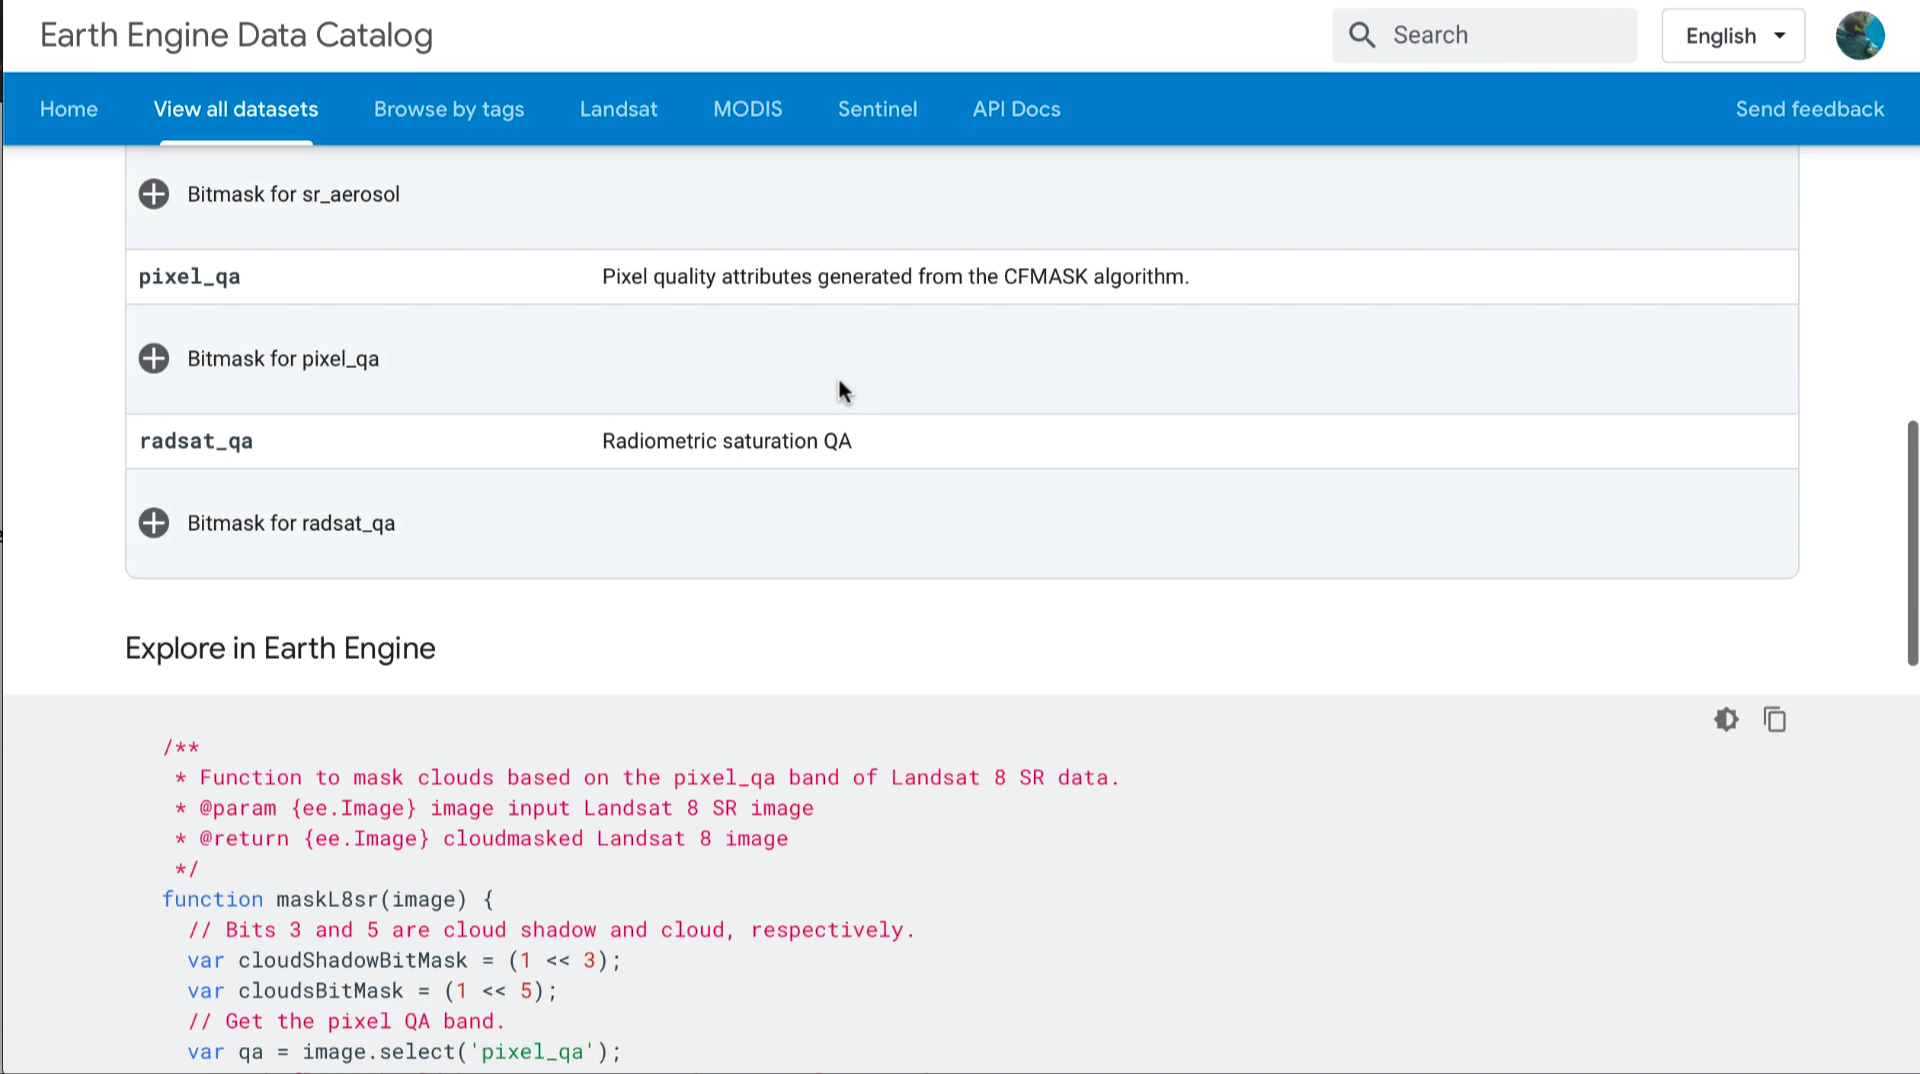 Earth Engine Data Catalog
Search
English
Home
View all datasets
Browse by tags
Landsat
MODIS
Sentinel
API Docs
Send feedback
Bitmask for sr_aerosol
pixel_qa
Pixel quality attributes generated from the CFMASK algorithm.
Bitmask for pixel_qa
radsat_qa
Radiometric saturation QA
Bitmask for radsat_qa
Explore in Earth Engine
/**
* Function to mask clouds based on the pixel_qa band of Landsat 8 SR data.
* @param {ee.Image} image input Landsat 8 SR image
* @return {ee.Image} cloudmasked Landsat 8 image
*/
function maskL8sr(image) {
// Bits 3 and 5 are cloud shadow and cloud, respectively.
var cloudShadowBitMask = (1 << 3);
var cloudsBitMask = (1 << 5);
// Get the pixel QA band.
var qa = image.select('pixel_qa');